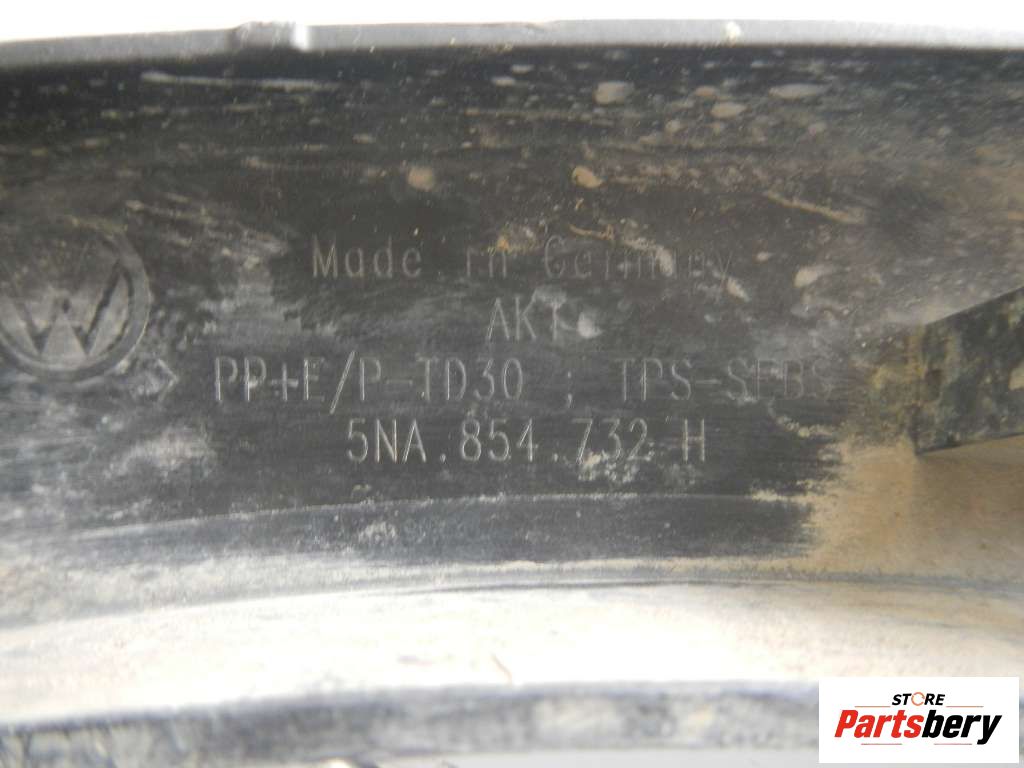 Made in Germany
AKT
> PP+E/P-TD30 ; TPS-SEBS
5NA.854.732 H
STORE
Partsbery